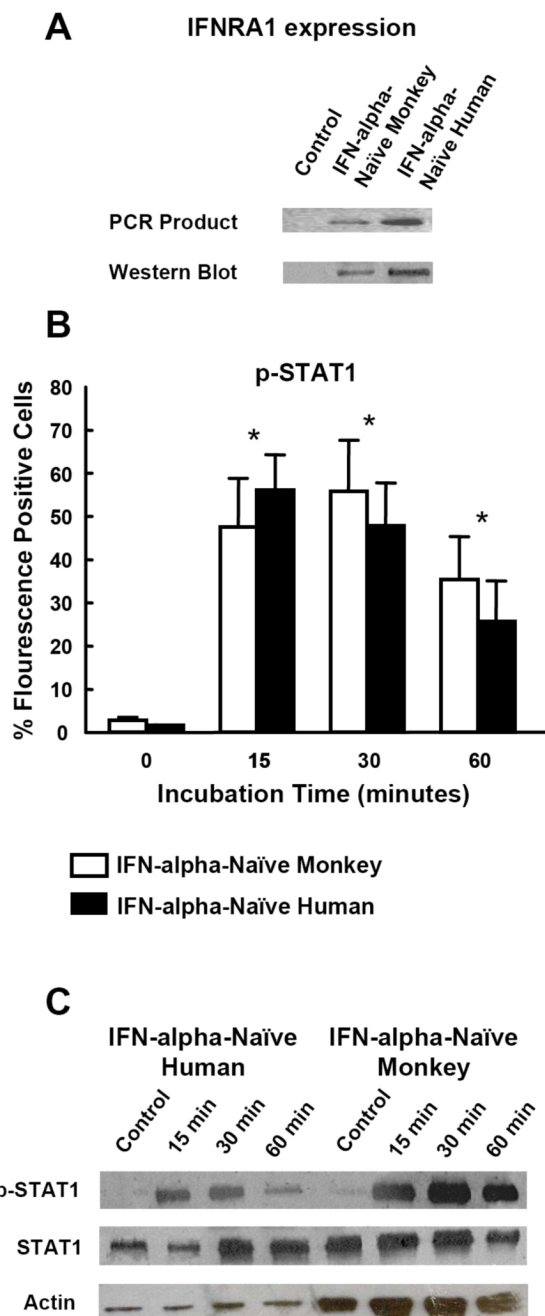 A
IFNRA1 expression
Control
IFN-alpha-
Naïve Monkey
IFN-alpha-
Naïve Human
PCR Product
Western Blot
B
p-STAT1
% Flourescence Positive Cells
80
70
60
50
40
30
20
10
0
*
*
*
0 15 30 60
Incubation Time (minutes)
IFN-alpha-Naïve Monkey
IFN-alpha-Naïve Human
C
IFN-alpha-Naïve
Human
IFN-alpha-Naïve
Monkey
Control
15 min
30 min
60 min
Control
15 min
30 min
60 min
p-STAT1
STAT1
Actin